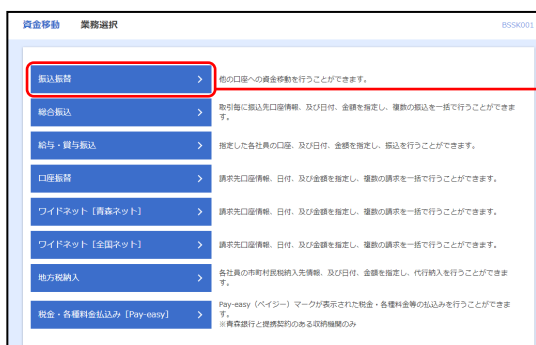 資金移動 業務選択 BSSK001
振込振替 他の口座への資金移動を行うことができます。
総合振込 取引毎に振込先口座情報、及び日付、金額を指定し、複数の振込を一括で行うことができま
す。
給与・賞与振込 指定した各社員の口座、及び日付、金額を指定し、振込を行うことができます。
口座振替 請求先口座情報、日付、及び金額を指定し、複数の請求を一括で行うことができます。
ワイドネット［青森ネット］ 請求先口座情報、日付、及び金額を指定し、複数の請求を一括で行うことができます。
ワイドネット［全国ネット］ 請求先口座情報、日付、及び金額を指定し、複数の請求を一括で行うことができます。
地方税納入 各社員の市町村民税納入先情報、及び日付、金額を指定し、代行納入を行うことができま
す。
税金・各種料金払込み［Pay-easy］ Pay-easy（ペイジー）マークが表示された税金・各種料金等の払込みを行うことができま
す。
※青森銀行と提携契約のある収納機関のみ